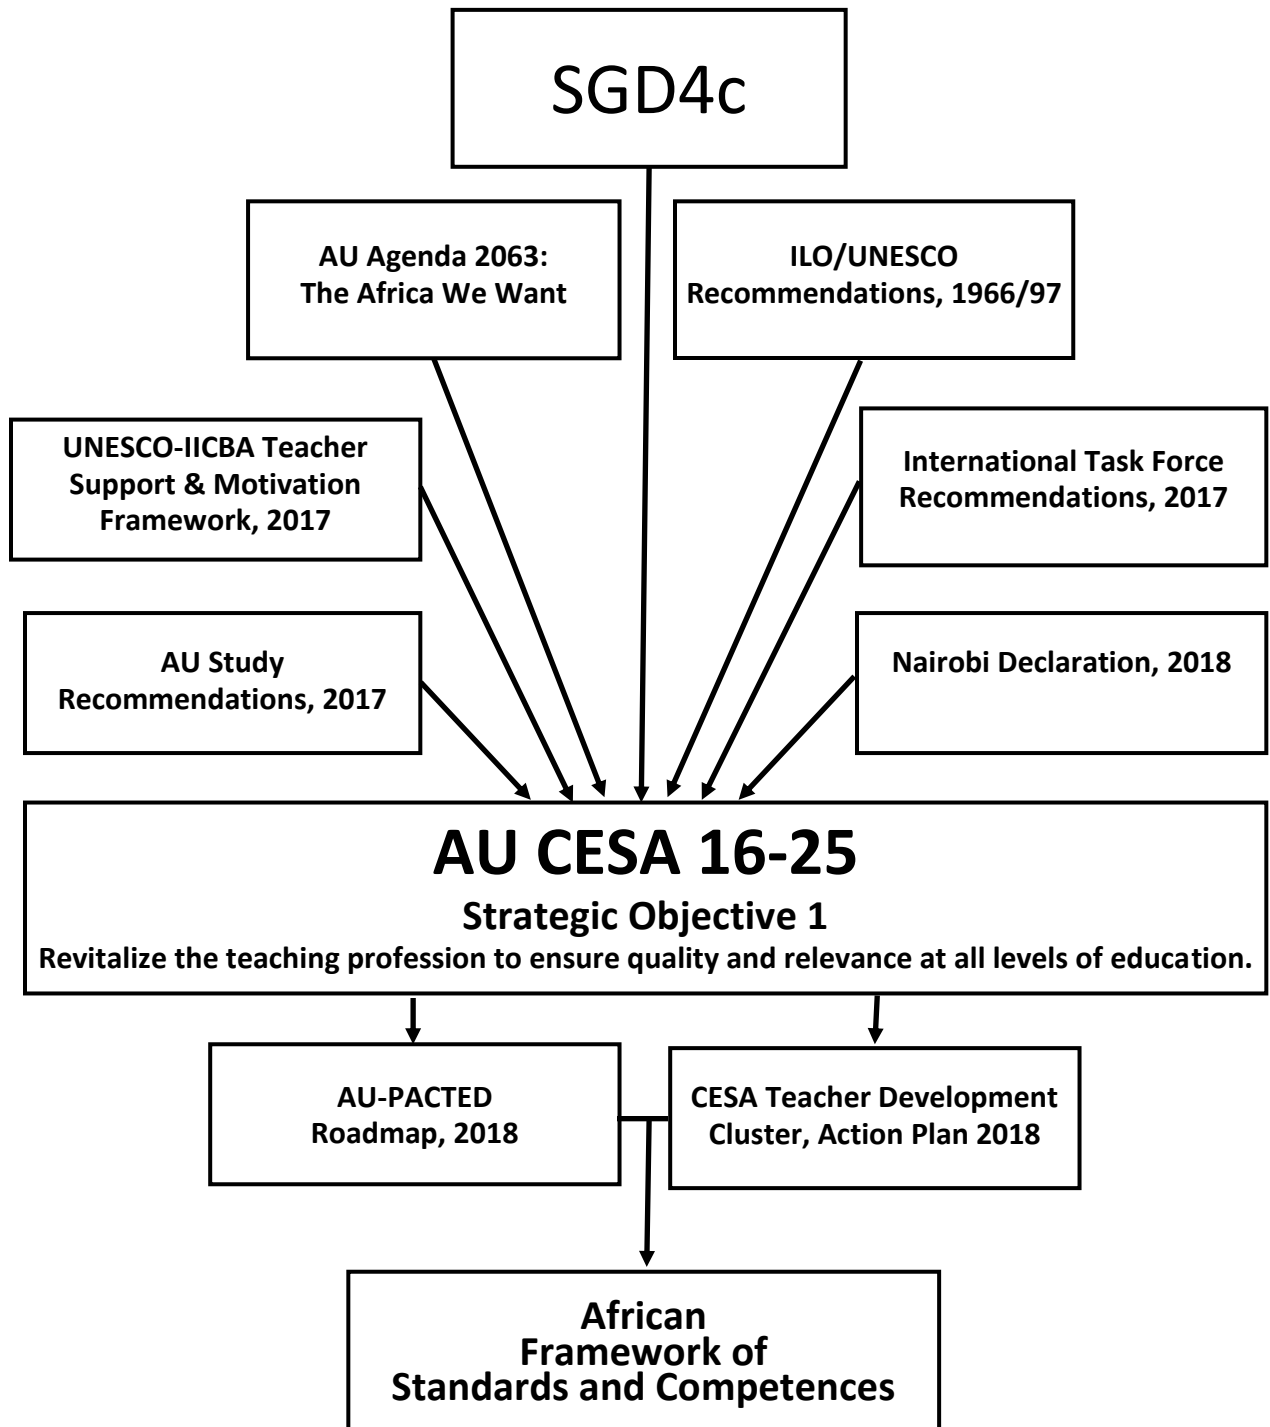 SGD4c
AU Agenda 2063:
The Africa We Want
ILO/UNESCO
Recommendations, 1966/97
UNESCO-IICBA Teacher
Support & Motivation
Framework, 2017
International Task Force
Recommendations, 2017
AU Study
Recommendations, 2017
Nairobi Declaration, 2018
AU CESA 16-25
Strategic Objective 1
Revitalize the teaching profession to ensure quality and relevance at all levels of education.
AU-PACTED
Roadmap, 2018
CESA Teacher Development
Cluster, Action Plan 2018
African
Framework of
Standards and Competences